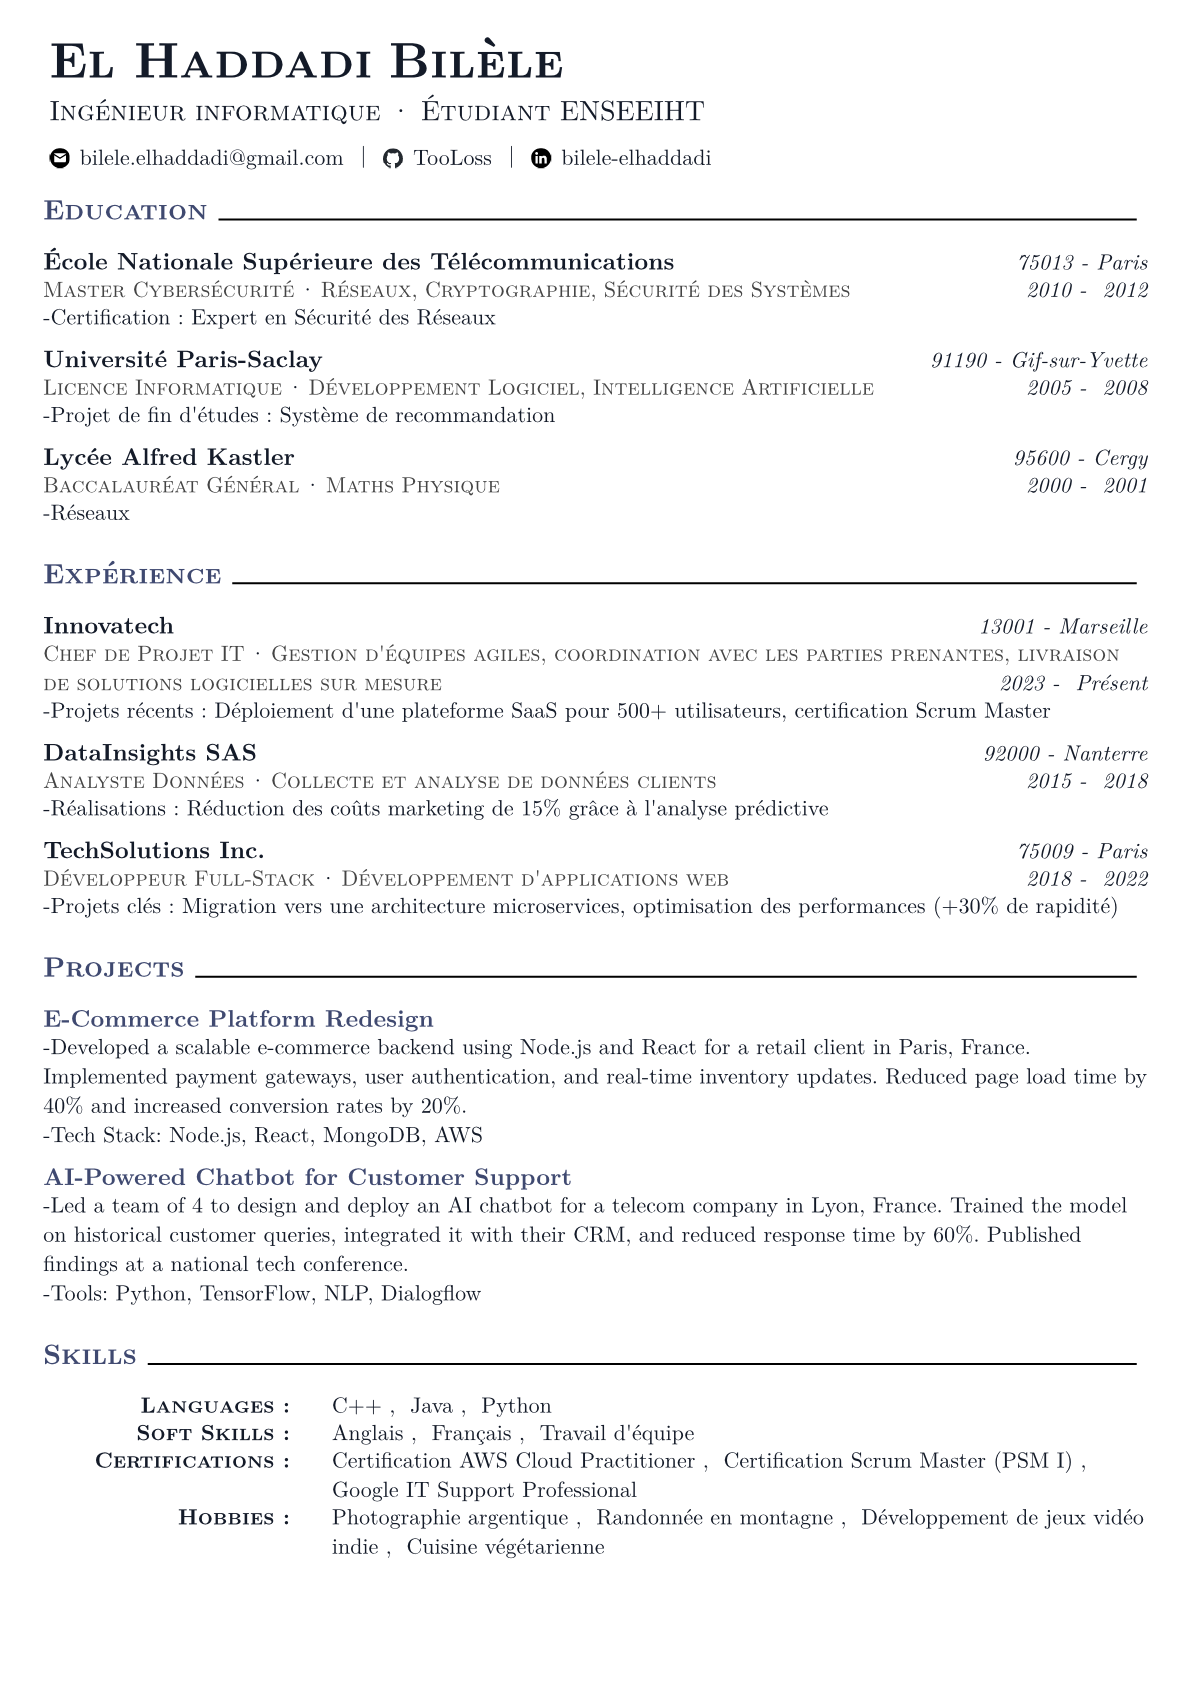 El Haddadi Bilèle
Ingénieur informatique · Étudiant ENSEEIHT
bilele.elhaddadi@gmail.com | TooLoss | bilele-elhaddadi
Education
École Nationale Supérieure des Télécommunications 75013 - Paris
Master Cybersécurité · Réseaux, Cryptographie, Sécurité des Systèmes 2010 - 2012
-Certification : Expert en Sécurité des Réseaux
Université Paris-Saclay 91190 - Gif-sur-Yvette
Licence Informatique · Développement Logiciel, Intelligence Artificielle 2005 - 2008
-Projet de fin d'études : Système de recommandation
Lycée Alfred Kastler 95600 - Cergy
Baccalauréat Général · Maths Physique 2000 - 2001
-Réseaux
Expérience
Innovatech 13001 - Marseille
Chef de Projet IT · Gestion d'équipes agiles, coordination avec les parties prenantes, livraison
de solutions logicielles sur mesure 2023 - Présent
-Projets récents : Déploiement d'une plateforme SaaS pour 500+ utilisateurs, certification Scrum Master
DataInsights SAS 92000 - Nanterre
Analyste Données · Collecte et analyse de données clients 2015 - 2018
-Réalisations : Réduction des coûts marketing de 15% grâce à l'analyse prédictive
TechSolutions Inc. 75009 - Paris
Développeur Full-Stack · Développement d'applications web 2018 - 2022
-Projets clés : Migration vers une architecture microservices, optimisation des performances (+30% de rapidité)
Projects
E-Commerce Platform Redesign
-Developed a scalable e-commerce backend using Node.js and React for a retail client in Paris, France.
Implemented payment gateways, user authentication, and real-time inventory updates. Reduced page load time by
40% and increased conversion rates by 20%.
-Tech Stack: Node.js, React, MongoDB, AWS
AI-Powered Chatbot for Customer Support
-Led a team of 4 to design and deploy an AI chatbot for a telecom company in Lyon, France. Trained the model
on historical customer queries, integrated it with their CRM, and reduced response time by 60%. Published
findings at a national tech conference.
-Tools: Python, TensorFlow, NLP, Dialogflow
Skills
Languages : C++ , Java , Python
Soft Skills : Anglais , Français , Travail d'équipe
Certifications : Certification AWS Cloud Practitioner , Certification Scrum Master (PSM I) ,
Google IT Support Professional
Hobbies : Photographie argentique , Randonnée en montagne , Développement de jeux vidéo
indie , Cuisine végétarienne